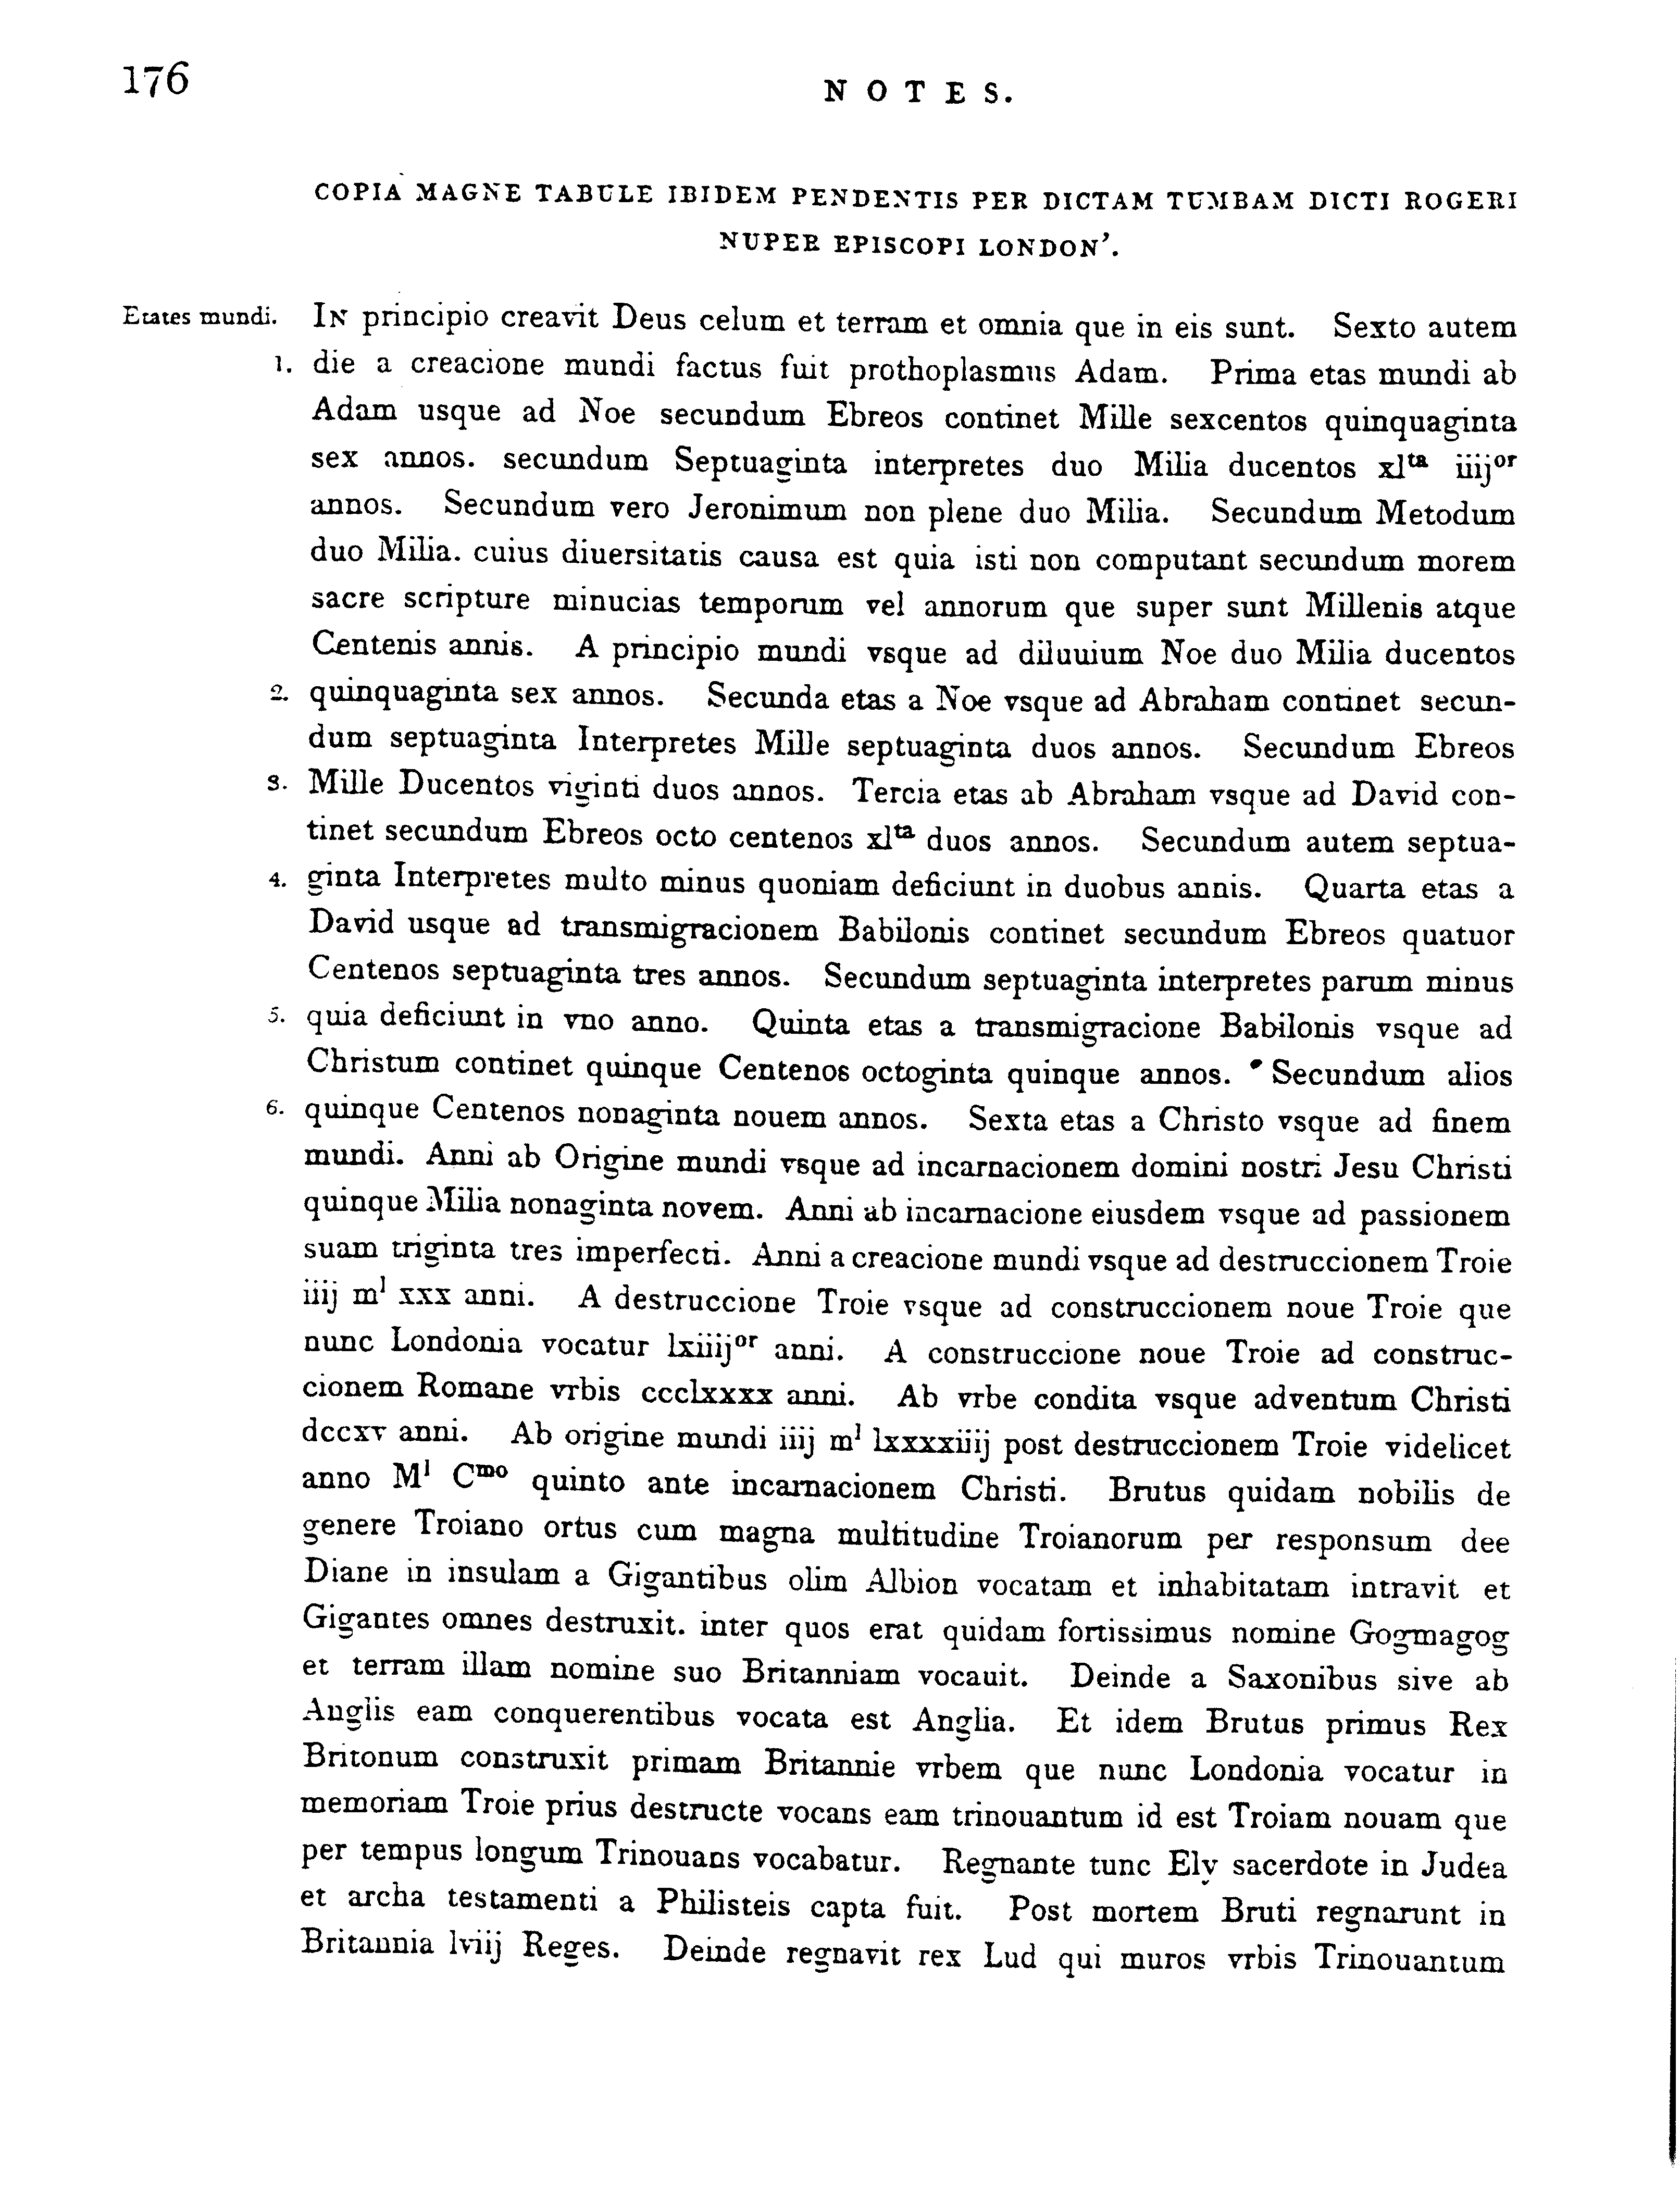 176
NOTES.
COPIA MAGNE TABULE IBIDEM PENDENTIS PER DICTAM TUMBAM DICTI ROGERI
NUPER EPISCOPI LONDON'.
Etates mundi. IN principio creavit Deus celum et terram et omnia que in eis sunt. Sexto autem
1. die a creacione mundi factus fuit prothoplasmus Adam. Prima etas mundi ab
Adam usque ad Noe secundum Ebreos continet Mille sexcentos quinquaginta
sex annos. secundum Septuaginta interpretes duo Milia ducentos xlta iiijor
annos. Secundum vero Jeronimum non plene duo Milia. Secundum Metodum
duo Milia. cuius diuersitatis causa est quia isti non computant secundum morem
sacre scripture minucias temporum vel annorum que super sunt Millenis atque
Centenis annis. A principio mundi vsque ad diluuium Noe duo Milia ducentos
2. quinquaginta sex annos. Secunda etas a Noe vsque ad Abraham continet secun-
dum septuaginta Interpretes Mille septuaginta duos annos. Secundum Ebreos
3. Mille Ducentos viginti duos annos. Tercia etas ab Abraham vsque ad David con-
tinet secundum Ebreos octo centenos xlta duos annos. Secundum autem septua-
4. ginta Interpretes multo minus quoniam deficiunt in duobus annis. Quarta etas a
David usque ad transmigracionem Babilonis continet secundum Ebreos quatuor
Centenos septuaginta tres annos. Secundum septuaginta interpretes parum minus
5. quia deficiunt in vno anno. Quinta etas a transmigracione Babilonis vsque ad
Christum continet quinque Centenos octoginta quinque annos. Secundum alios
6. quinque Centenos nonaginta nouem annos. Sexta etas a Christo vsque ad finem
mundi. Anni ab Origine mundi vsque ad incarnacionem domini nostri Jesu Christi
quinque Milia nonaginta novem. Anni ab incarnacione eiusdem vsque ad passionem
suam triginta tres imperfecti. Anni a creacione mundi vsque ad destruccionem Troie
iiij ml xxx anni. A destruccione Troie vsque ad construccionem noue Troie que
nunc Londonia vocatur lxiiijor anni. A construccione noue Troie ad construc-
cionem Romane vrbis ccclxxxx anni. Ab vrbe condita vsque adventum Christi
dccxv anni. Ab origine mundi iiij ml lxxxxiiij post destruccionem Troie videlicet
anno Ml Cmo quinto ante incarnacionem Christi. Brutus quidam nobilis de
genere Troiano ortus cum magna multitudine Troianorum per responsum dee
Diane in insulam a Gigantibus olim Albion vocatam et inhabitatam intravit et
Gigantes omnes destruxit. inter quos erat quidam fortissimus nomine Gogmagog
et terram illam nomine suo Britanniam vocauit. Deinde a Saxonibus sive ab
Anglis eam conquerentibus vocata est Anglia. Et idem Brutus primus Rex
Britonum construxit primam Britannie vrbem que nunc Londonia vocatur in
memoriam Troie prius destructe vocans eam trinouantum id est Troiam nouam que
per tempus longum Trinouans vocabatur. Regnante tunc Ely sacerdote in Judea
et archa testamenti a Philisteis capta fuit. Post mortem Bruti regnarunt in
Britannia lviij Reges. Deinde regnavit rex Lud qui muros vrbis Trinouantum